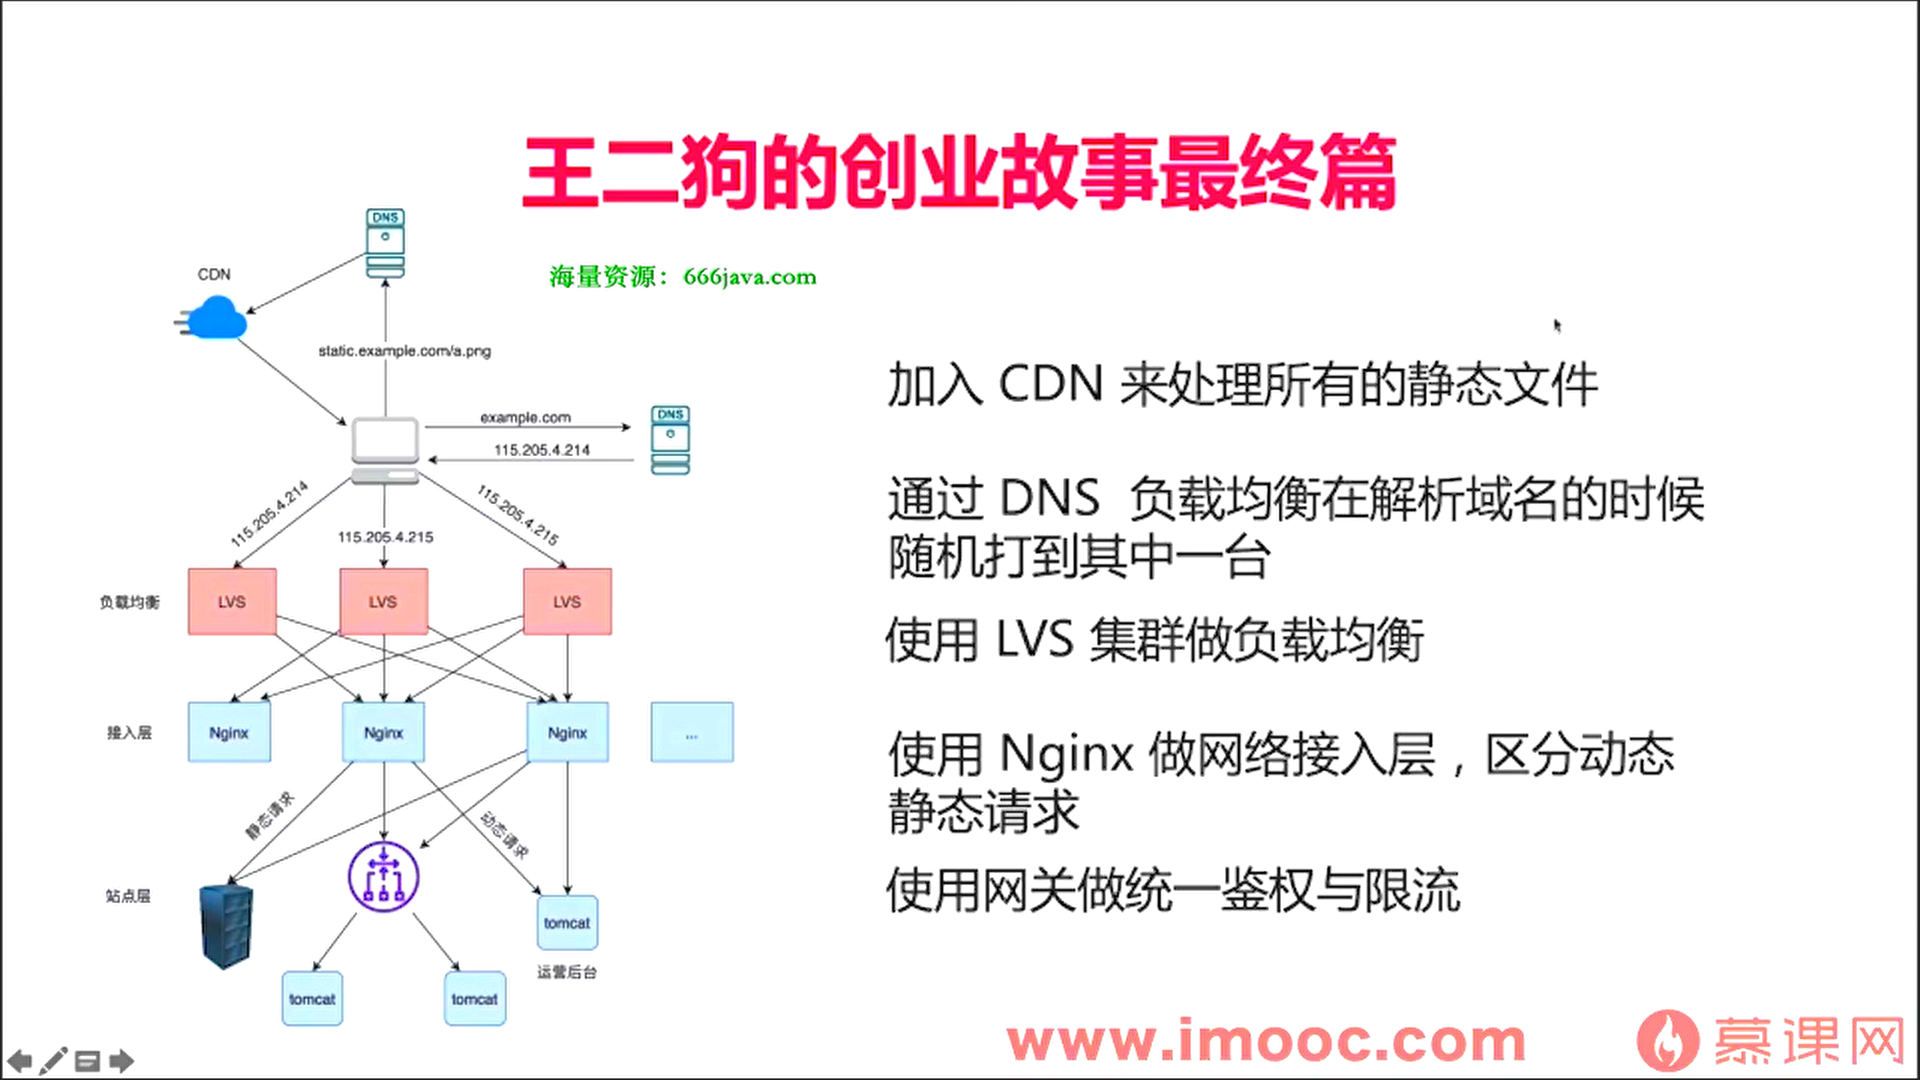 王二狗的创业故事最终篇
DNS
CDN
海量资源：666java.com
static.example.com/a.png
example.com
DNS
115.205.4.214
115.205.4.214
115.205.4.215
115.205.4.215
负载均衡
LVS
LVS
LVS
接入层
Nginx
Nginx
Nginx
...
静态请求
动态请求
站点层
tomcat
运营后台
tomcat
tomcat
加入 CDN 来处理所有的静态文件
通过 DNS 负载均衡在解析域名的时候
随机打到其中一台
使用 LVS 集群做负载均衡
使用 Nginx 做网络接入层，区分动态
静态请求
使用网关做统一鉴权与限流
www.imooc.com
慕课网